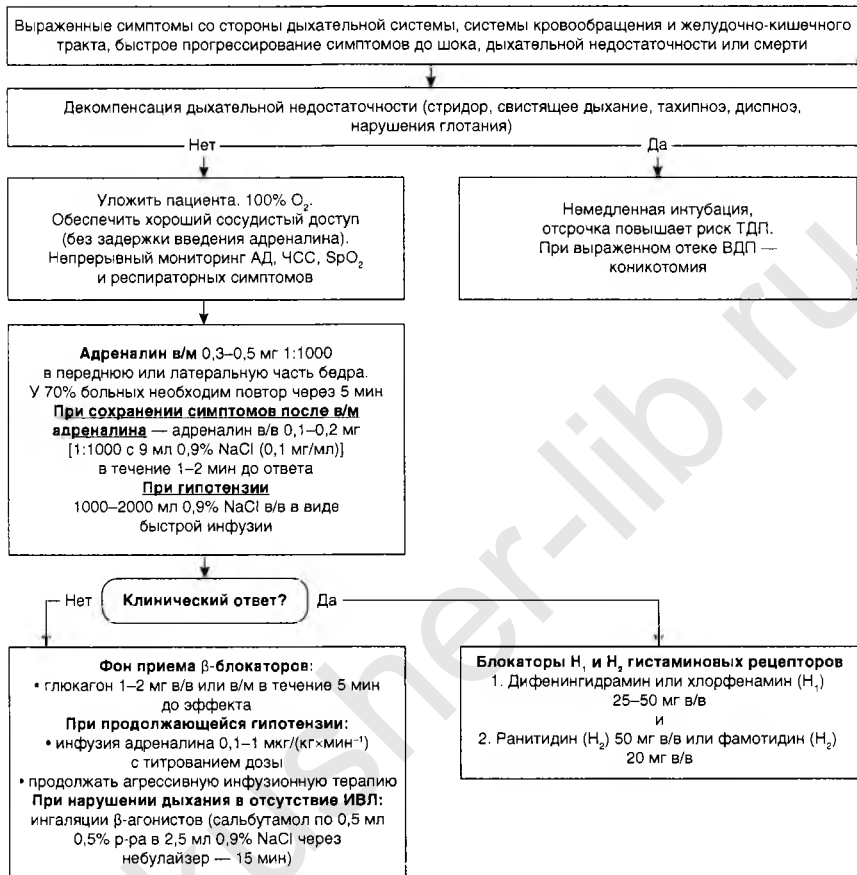 Выраженные симптомы со стороны дыхательной системы, системы кровообращения и желудочно-кишечного
тракта, быстрое прогрессирование симптомов до шока, дыхательной недостаточности или смерти
Декомпенсация дыхательной недостаточности (стридор, свистящее дыхание, тахипноэ, диспноэ,
нарушения глотания)
Нет
Да
Уложить пациента. 100% O₂.
Обеспечить хороший сосудистый доступ
(без задержки введения адреналина).
Непрерывный мониторинг АД, ЧСС, SpO₂
и респираторных симптомов
Немедленная интубация,
отсрочка повышает риск ТДП.
При выраженном отеке ВДП —
коникотомия
Адреналин в/м 0,3–0,5 мг 1:1000
в переднюю или латеральную часть бедра.
У 70% больных необходим повтор через 5 мин
При сохранении симптомов после в/м
адреналина — адреналин в/в 0,1–0,2 мг
[1:1000 с 9 мл 0,9% NaCl (0,1 мг/мл)]
в течение 1–2 мин до ответа
При гипотензии
1000–2000 мл 0,9% NaCl в/в в виде
быстрой инфузии
Нет
Клинический ответ?
Да
Фон приема β-блокаторов:
• глюкагон 1–2 мг в/в или в/м в течение 5 мин
до эффекта
При продолжающейся гипотензии:
• инфузия адреналина 0,1–1 мкг/(кг×мин⁻¹)
с титрованием дозы
• продолжать агрессивную инфузионную терапию
При нарушении дыхания в отсутствие ИВЛ:
ингаляции β-агонистов (сальбутамол по 0,5 мл
0,5% р-ра в 2,5 мл 0,9% NaCl через
небулайзер — 15 мин)
Блокаторы H₁ и H₂ гистаминовых рецепторов
1. Дифенингидрамин или хлорфенамин (H₁)
25–50 мг в/в
и
2. Ранитидин (H₂) 50 мг в/в или фамотидин (H₂)
20 мг в/в
kusher-lib.ru